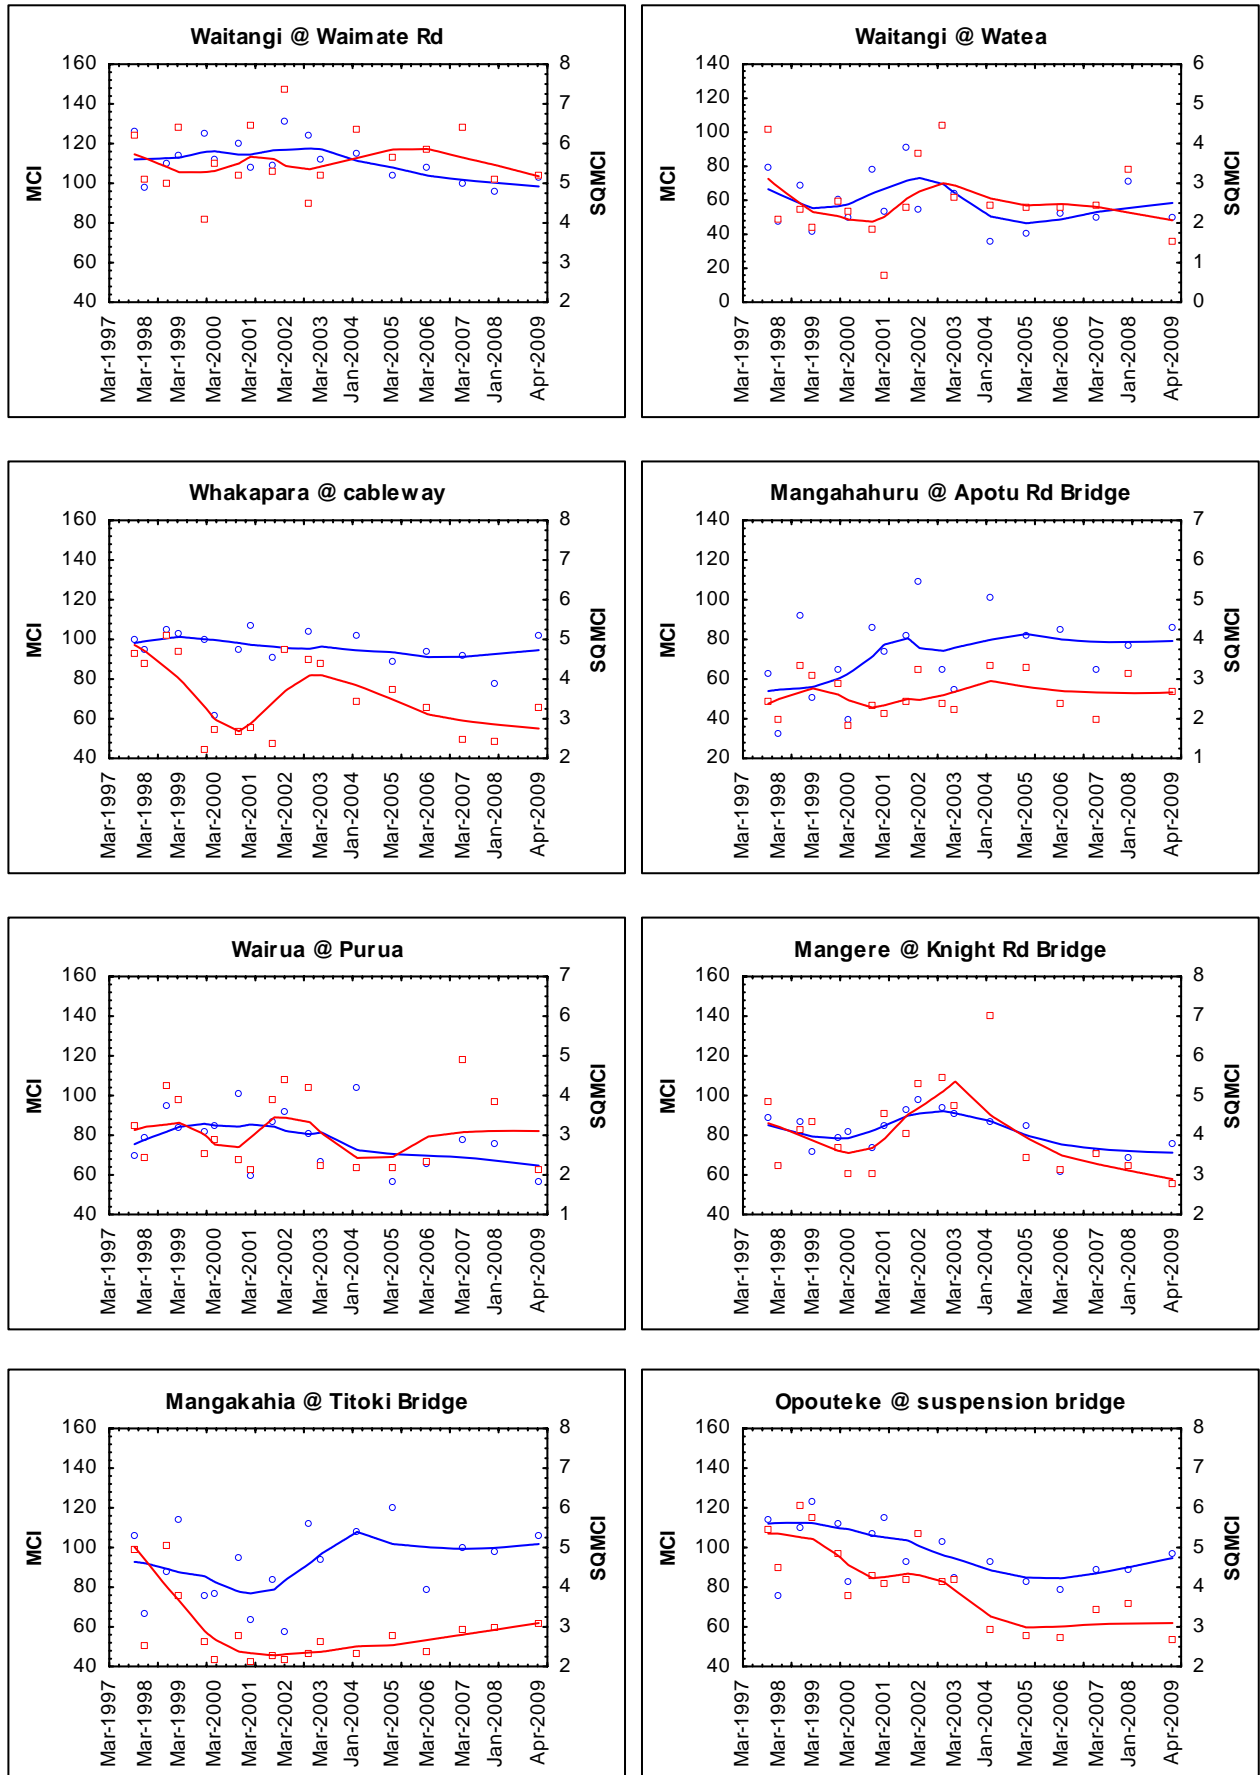 Waitangi @ Waimate Rd
160
140
120
100
80
60
40
MCI
8
7
6
5
4
3
2
SQMCI
Mar-1997
Mar-1998
Mar-1999
Mar-2000
Mar-2001
Mar-2002
Mar-2003
Jan-2004
Mar-2005
Mar-2006
Mar-2007
Jan-2008
Apr-2009
Waitangi @ Watea
140
120
100
80
60
40
20
0
MCI
6
5
4
3
2
1
0
SQMCI
Mar-1997
Mar-1998
Mar-1999
Mar-2000
Mar-2001
Mar-2002
Mar-2003
Jan-2004
Mar-2005
Mar-2006
Mar-2007
Jan-2008
Apr-2009
Whakapara @ cableway
160
140
120
100
80
60
40
MCI
8
7
6
5
4
3
2
SQMCI
Mar-1997
Mar-1998
Mar-1999
Mar-2000
Mar-2001
Mar-2002
Mar-2003
Jan-2004
Mar-2005
Mar-2006
Mar-2007
Jan-2008
Apr-2009
Mangahahuru @ Apotu Rd Bridge
140
120
100
80
60
40
20
MCI
7
6
5
4
3
2
1
SQMCI
Mar-1997
Mar-1998
Mar-1999
Mar-2000
Mar-2001
Mar-2002
Mar-2003
Jan-2004
Mar-2005
Mar-2006
Mar-2007
Jan-2008
Apr-2009
Wairua @ Purua
160
140
120
100
80
60
40
MCI
7
6
5
4
3
2
1
SQMCI
Mar-1997
Mar-1998
Mar-1999
Mar-2000
Mar-2001
Mar-2002
Mar-2003
Jan-2004
Mar-2005
Mar-2006
Mar-2007
Jan-2008
Apr-2009
Mangere @ Knight Rd Bridge
160
140
120
100
80
60
40
MCI
8
7
6
5
4
3
2
SQMCI
Mar-1997
Mar-1998
Mar-1999
Mar-2000
Mar-2001
Mar-2002
Mar-2003
Jan-2004
Mar-2005
Mar-2006
Mar-2007
Jan-2008
Apr-2009
Mangakahia @ Titoki Bridge
160
140
120
100
80
60
40
MCI
8
7
6
5
4
3
2
SQMCI
Mar-1997
Mar-1998
Mar-1999
Mar-2000
Mar-2001
Mar-2002
Mar-2003
Jan-2004
Mar-2005
Mar-2006
Mar-2007
Jan-2008
Apr-2009
Opouteke @ suspension bridge
160
140
120
100
80
60
40
MCI
8
7
6
5
4
3
2
SQMCI
Mar-1997
Mar-1998
Mar-1999
Mar-2000
Mar-2001
Mar-2002
Mar-2003
Jan-2004
Mar-2005
Mar-2006
Mar-2007
Jan-2008
Apr-2009